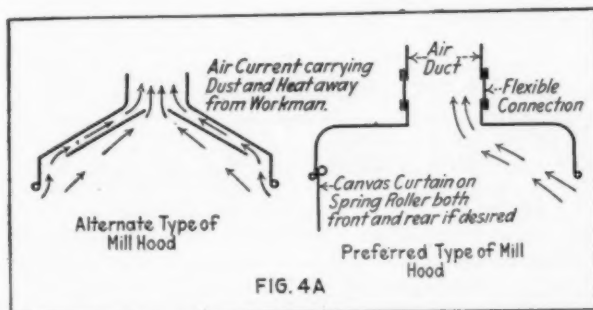 Air Current carrying
Dust and Heat away
from Workman.
Alternate Type of
Mill Hood
Air
Duct
Flexible
Connection
Canvas Curtain on
Spring Roller both
front and rear if desired
Preferred Type of Mill
Hood
FIG. 4A